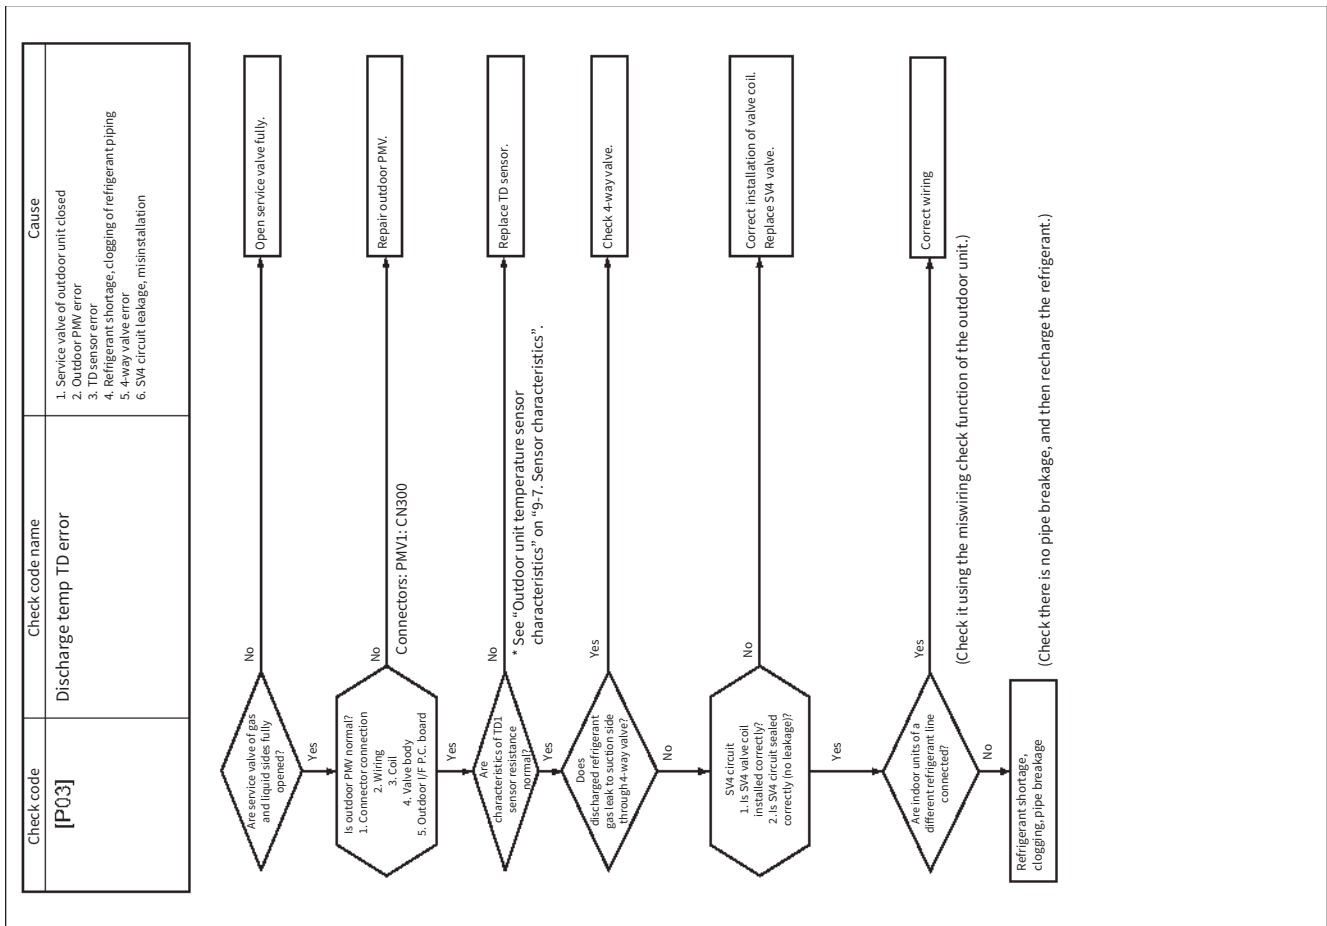 Check code
Check code name
Cause
[P03]
Discharge temp TD error
1. Service valve of outdoor unit closed
2. Outdoor PMV error
3. TD sensor error
4. Refrigerant shortage, clogging of refrigerant piping
5. 4-way valve error
6. SV4 circuit leakage, misinstallation
Are service valve of gas
and liquid sides fully
opened?
No
Open service valve fully.
Yes
Is outdoor PMV normal?
1. Connector connection
2. Wiring
3. Coil
4. Valve body
5. Outdoor I/F P.C. board
No
Repair outdoor PMV.
Connectors: PMV1: CN300
Yes
Are
characteristics of TD1
sensor resistance
normal?
No
Replace TD sensor.
* See “Outdoor unit temperature sensor
characteristics” on “9-7. Sensor characteristics”.
Yes
Does
discharged refrigerant
gas leak to suction side
through 4-way valve?
Yes
Check 4-way valve.
No
SV4 circuit
1. Is SV4 valve coil
installed correctly?
2. Is SV4 circuit sealed
correctly (no leakage)?
No
Correct installation of valve coil.
Replace SV4 valve.
Yes
Are indoor units of a
different refrigerant line
connected?
Yes
Correct wiring
(Check it using the miswiring check function of the outdoor unit.)
No
Refrigerant shortage,
clogging, pipe breakage
(Check there is no pipe breakage, and then recharge the refrigerant.)